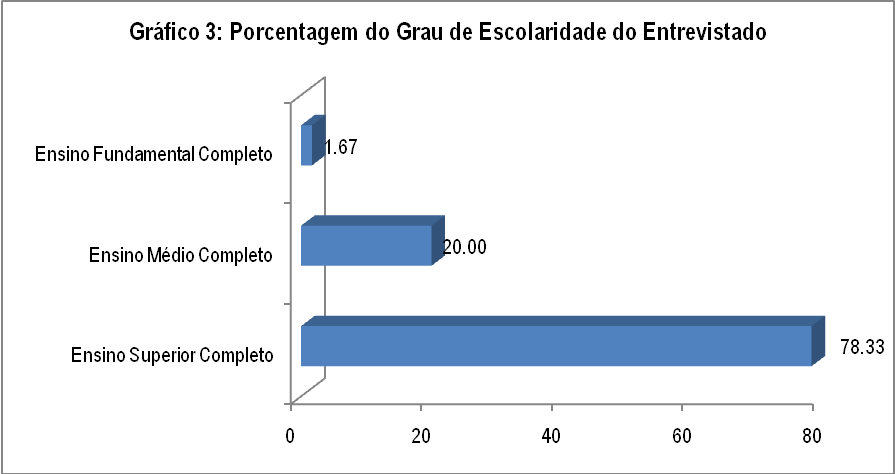 Gráfico 3: Porcentagem do Grau de Escolaridade do Entrevistado
Ensino Fundamental Completo
1.67
Ensino Médio Completo
20.00
Ensino Superior Completo
78.33
0 20 40 60 80